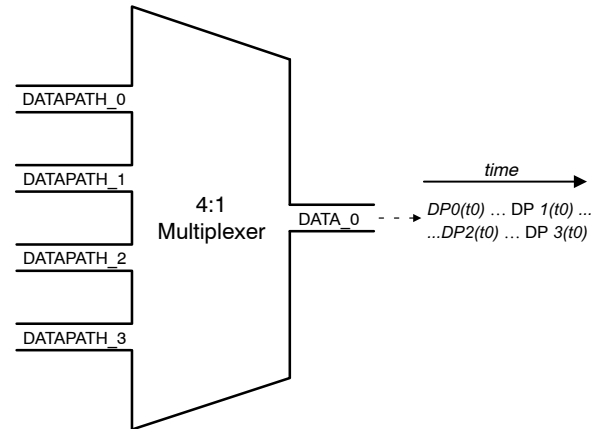 DATAPATH_0
DATAPATH_1
DATAPATH_2
DATAPATH_3
4:1
Multiplexer
DATA_0
time
DP0(t0) … DP 1(t0) ...
...DP2(t0) … DP 3(t0)